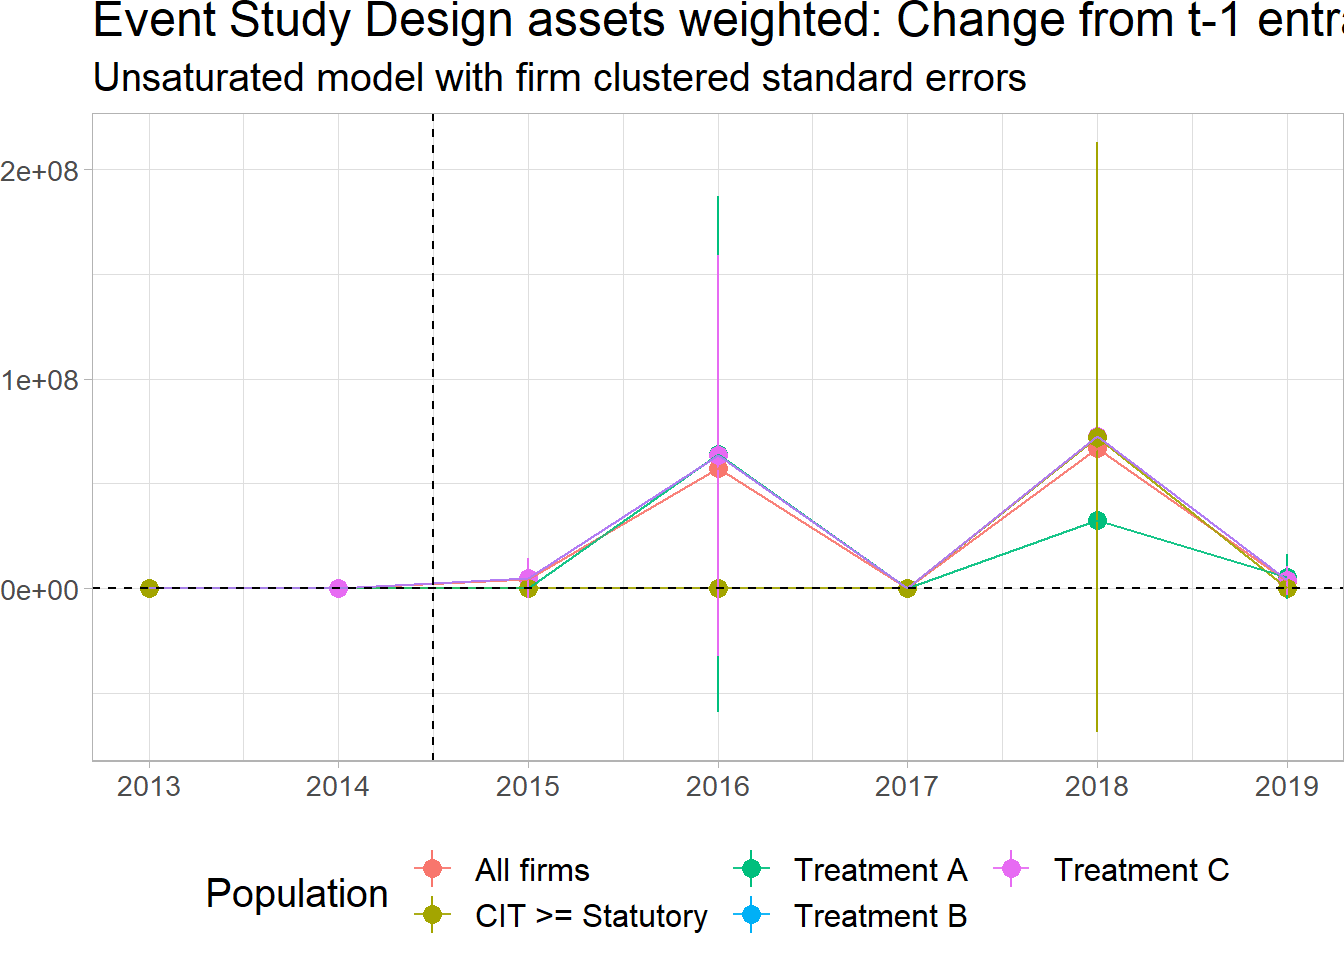 Event Study Design assets weighted: Change from t-1 entra
Unsaturated model with firm clustered standard errors
2e+08
1e+08
0e+00
2013 2014 2015 2016 2017 2018 2019
Population
All firms Treatment A Treatment C
CIT >= Statutory Treatment B